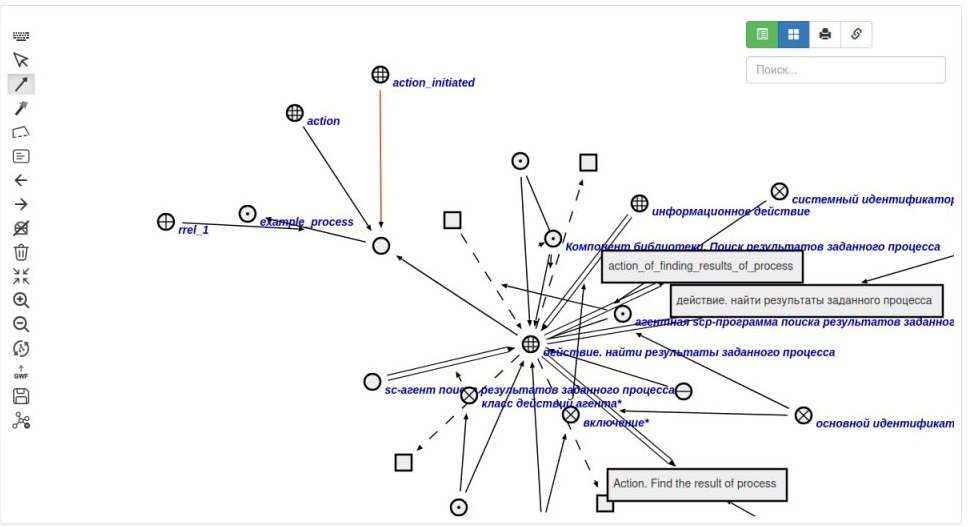 Поиск...
action_initiated
action
системный идентификатор
информационное действие
example_process
rrel_1
Компонент библиотеки. Поиск результатов заданного процесса
action_of_finding_results_of_process
действие. найти результаты заданного процесса
агентная scp-программа поиска результатов заданног
действие. найти результаты заданного процесса
sc-агент поиска результатов заданного процесса
класс действий агента*
включение*
основной идентификат
Action. Find the result of process
GWF